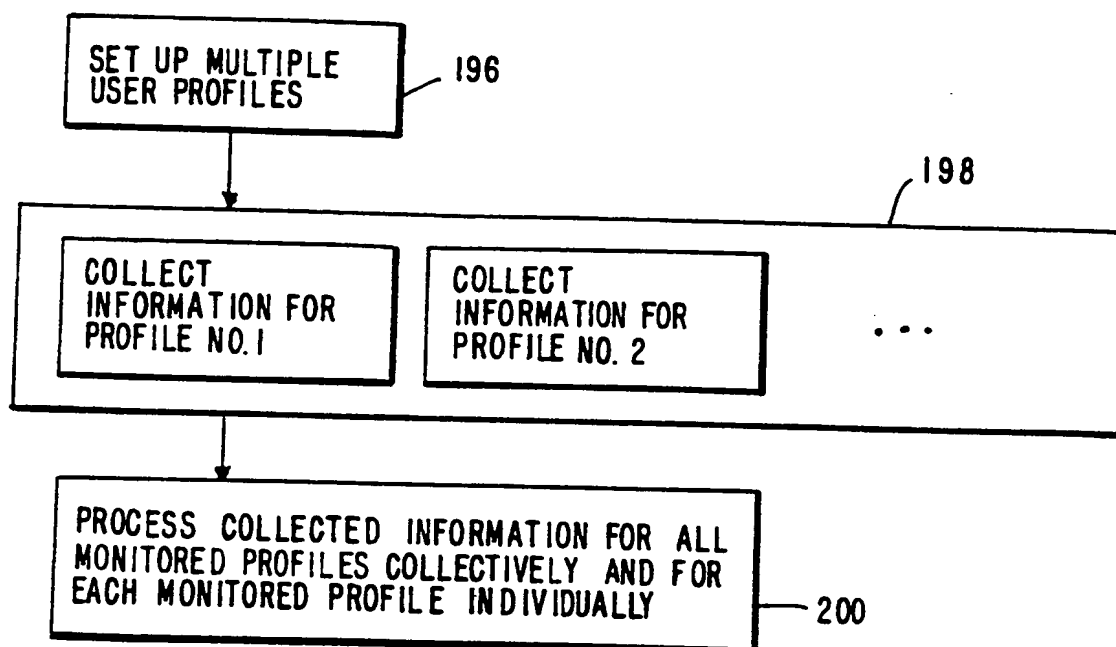 SET UP MULTIPLE
USER PROFILES
196
198
COLLECT
INFORMATION FOR
PROFILE NO. 1
COLLECT
INFORMATION FOR
PROFILE NO. 2
...
PROCESS COLLECTED INFORMATION FOR ALL
MONITORED PROFILES COLLECTIVELY AND FOR
EACH MONITORED PROFILE INDIVIDUALLY
200